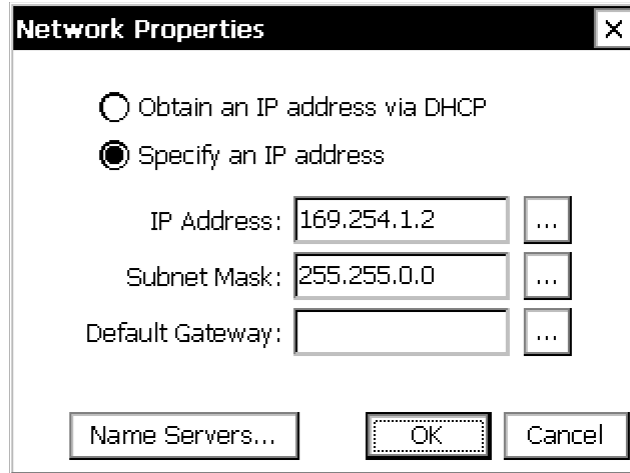 Network Properties
Obtain an IP address via DHCP
Specify an IP address
IP Address: 169.254.1.2 ...
Subnet Mask: 255.255.0.0 ...
Default Gateway: ...
Name Servers... OK Cancel